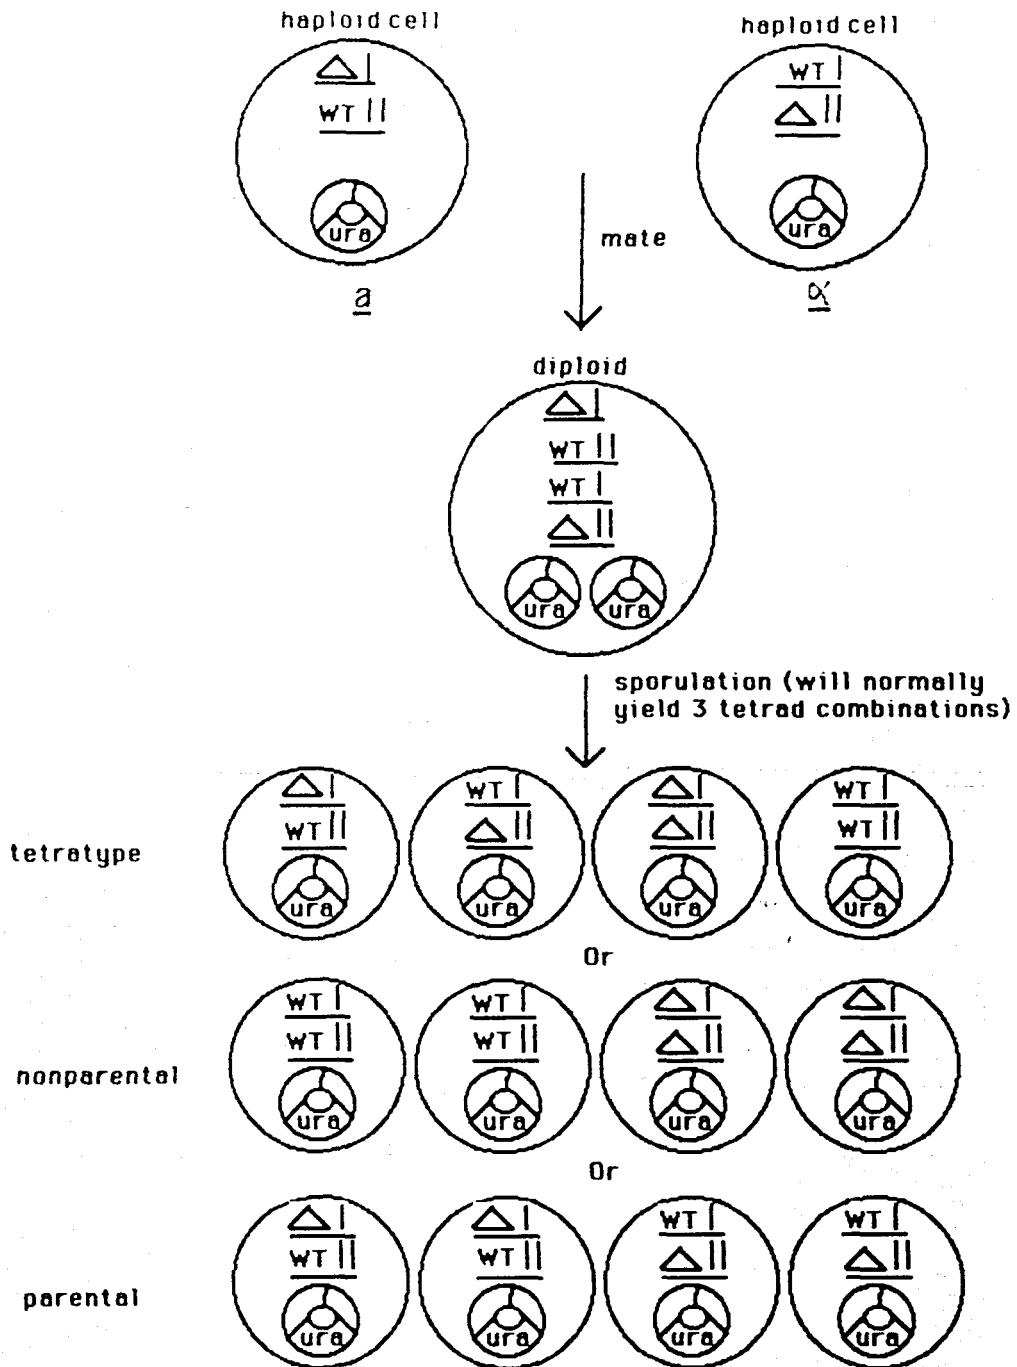 haploid cell
haploid cell
△ I
WT II
ura
a
WT I
△ II
ura
α
mate
diploid
△ I
WT II
WT I
△ II
ura ura
sporulation (will normally
yield 3 tetrad combinations)
tetratype
△ I WT I △ I WT I
WT II △ II △ II WT II
ura ura ura ura
Or
nonparental
WT I WT I △ I △ I
WT II WT II △ II △ II
ura ura ura ura
Or
parental
△ I △ I WT I WT I
WT II WT II △ II △ II
ura ura ura ura